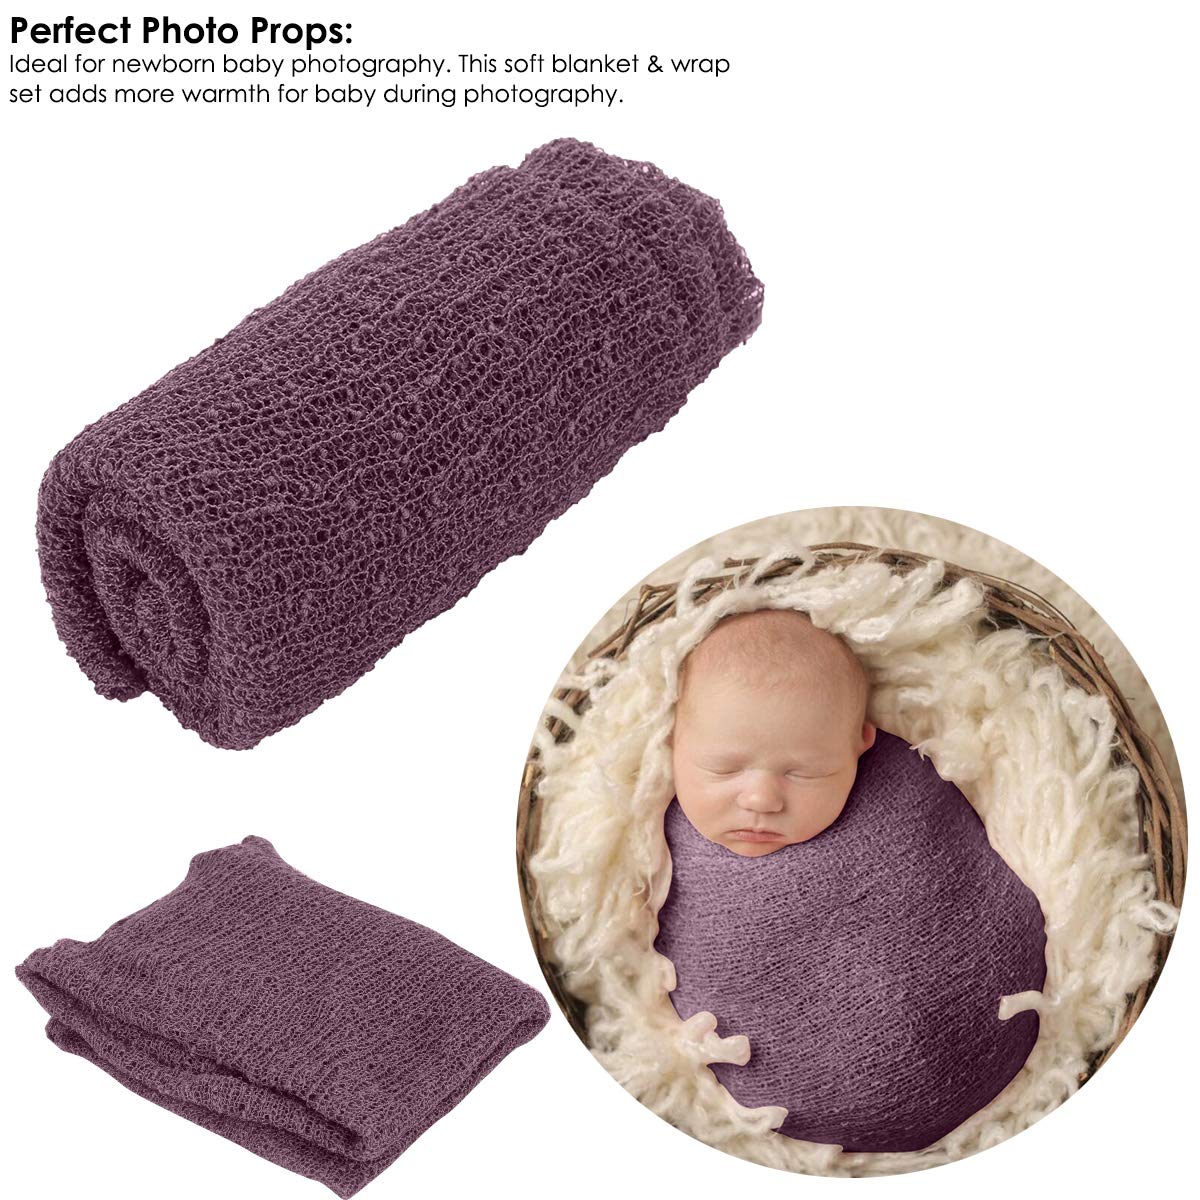 Perfect Photo Props:
Ideal for newborn baby photography. This soft blanket & wrap
set adds more warmth for baby during photography.